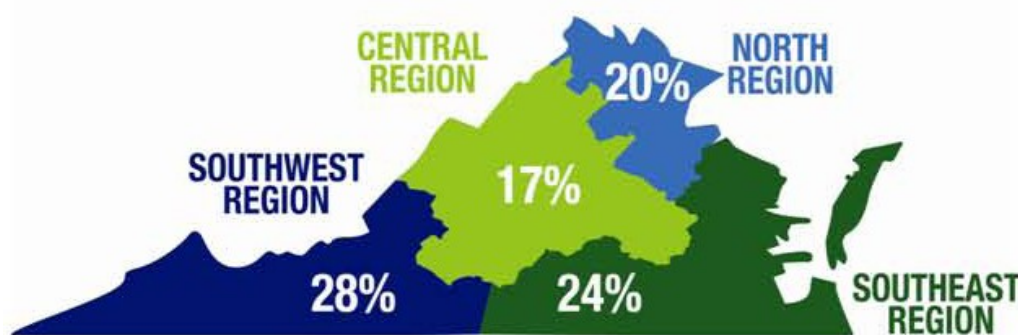 CENTRAL
REGION
NORTH
REGION
20%
SOUTHWEST
REGION
17%
28%
24%
SOUTHEAST
REGION